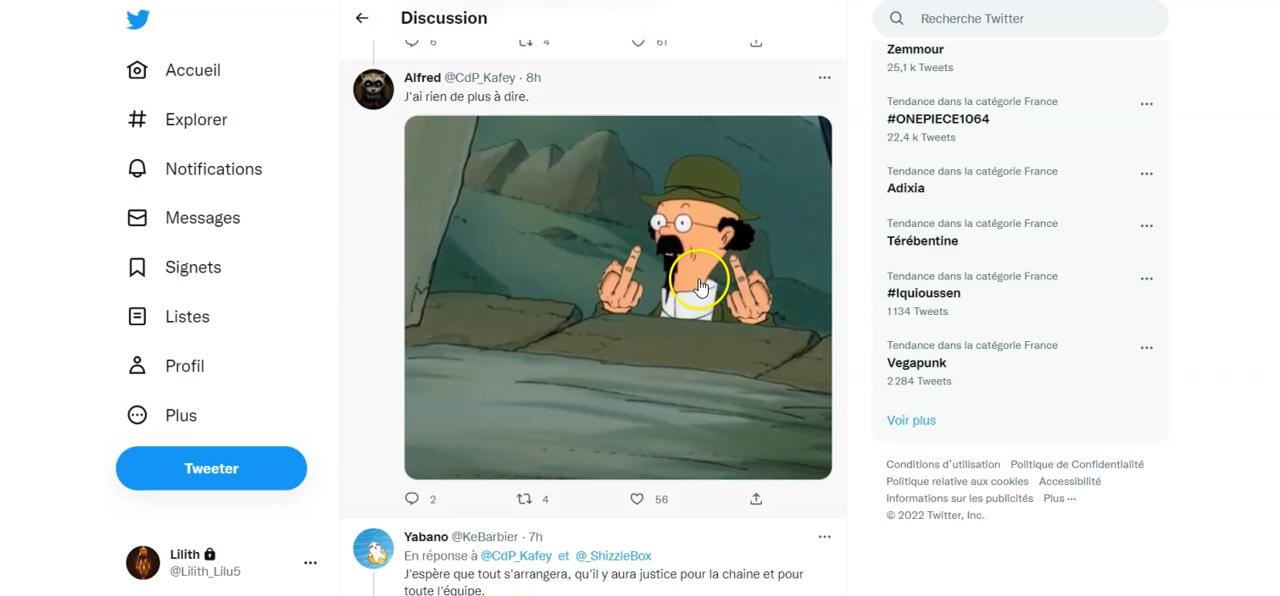 Accueil
Explorer
Notifications
Messages
Signets
Listes
Profil
Plus
Tweeter
Lilith
@Lilith_Lilu5
Discussion
6 4 61
Alfred @CdP_Kafey · 8h
J'ai rien de plus à dire.
2 4 56
Yabano @KeBarbier · 7h
En réponse à @CdP_Kafey et @_ShizzleBox
J'espère que tout s'arrangera, qu'il y aura justice pour la chaine et pour
toute l'équipe.
Recherche Twitter
Zemmour
25,1 k Tweets
Tendance dans la catégorie France
#ONEPIECE1064
22,4 k Tweets
Tendance dans la catégorie France
Adixia
Tendance dans la catégorie France
Térébentine
Tendance dans la catégorie France
#Iquioussen
1 134 Tweets
Tendance dans la catégorie France
Vegapunk
2 284 Tweets
Voir plus
Conditions d'utilisation Politique de Confidentialité
Politique relative aux cookies Accessibilité
Informations sur les publicités Plus ···
© 2022 Twitter, Inc.